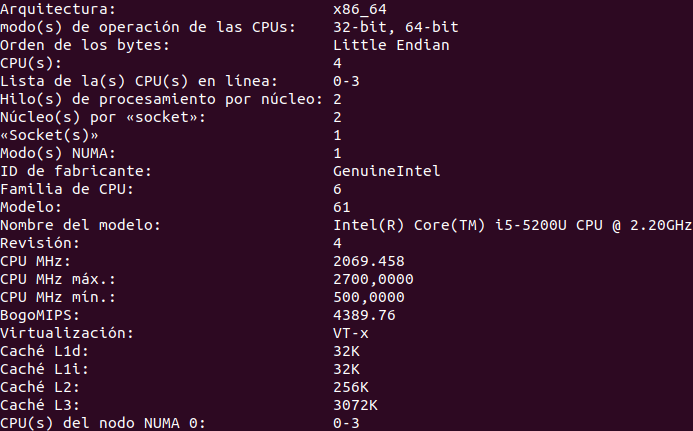 Arquitectura: x86_64
modo(s) de operación de las CPUs: 32-bit, 64-bit
Orden de los bytes: Little Endian
CPU(s): 4
Lista de la(s) CPU(s) en línea: 0-3
Hilo(s) de procesamiento por núcleo: 2
Núcleo(s) por «socket»: 2
«Socket(s)» 1
Modo(s) NUMA: 1
ID de fabricante: GenuineIntel
Familia de CPU: 6
Modelo: 61
Nombre del modelo: Intel(R) Core(TM) i5-5200U CPU @ 2.20GHz
Revisión: 4
CPU MHz: 2069.458
CPU MHz máx.: 2700,0000
CPU MHz mín.: 500,0000
BogoMIPS: 4389.76
Virtualización: VT-x
Caché L1d: 32K
Caché L1i: 32K
Caché L2: 256K
Caché L3: 3072K
CPU(s) del nodo NUMA 0: 0-3